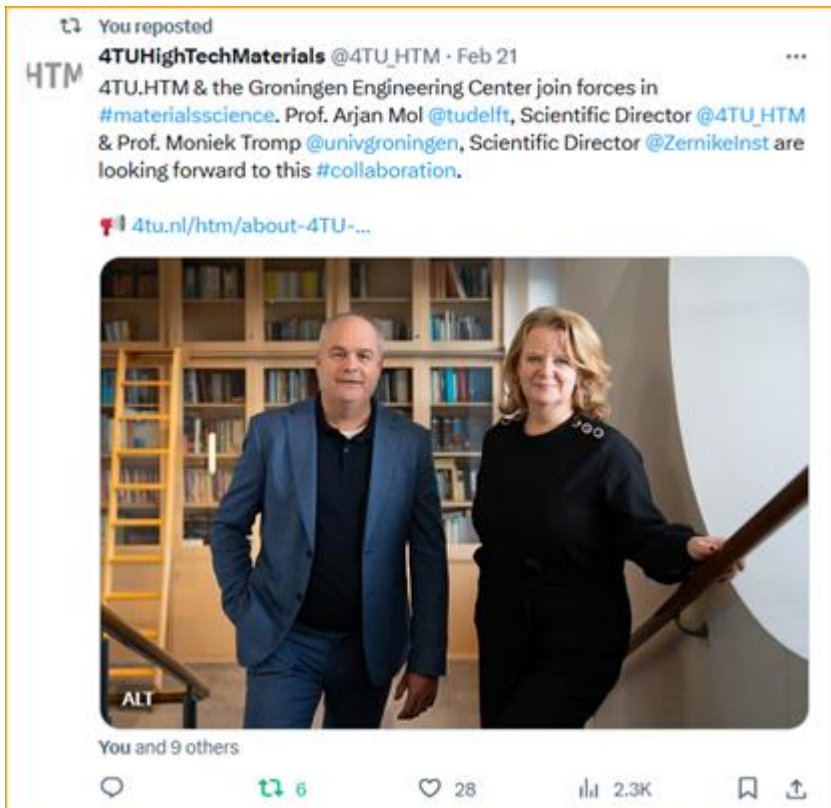 You reposted
4TUHighTechMaterials @4TU_HTM · Feb 21
HTM
4TU.HTM & the Groningen Engineering Center join forces in
#materialsscience. Prof. Arjan Mol @tudelft, Scientific Director @4TU_HTM
& Prof. Moniek Tromp @univgroningen, Scientific Director @ZernikeInst are
looking forward to this #collaboration.
4tu.nl/htm/about-4TU-...
ALT
You and 9 others
6 28 2.3K